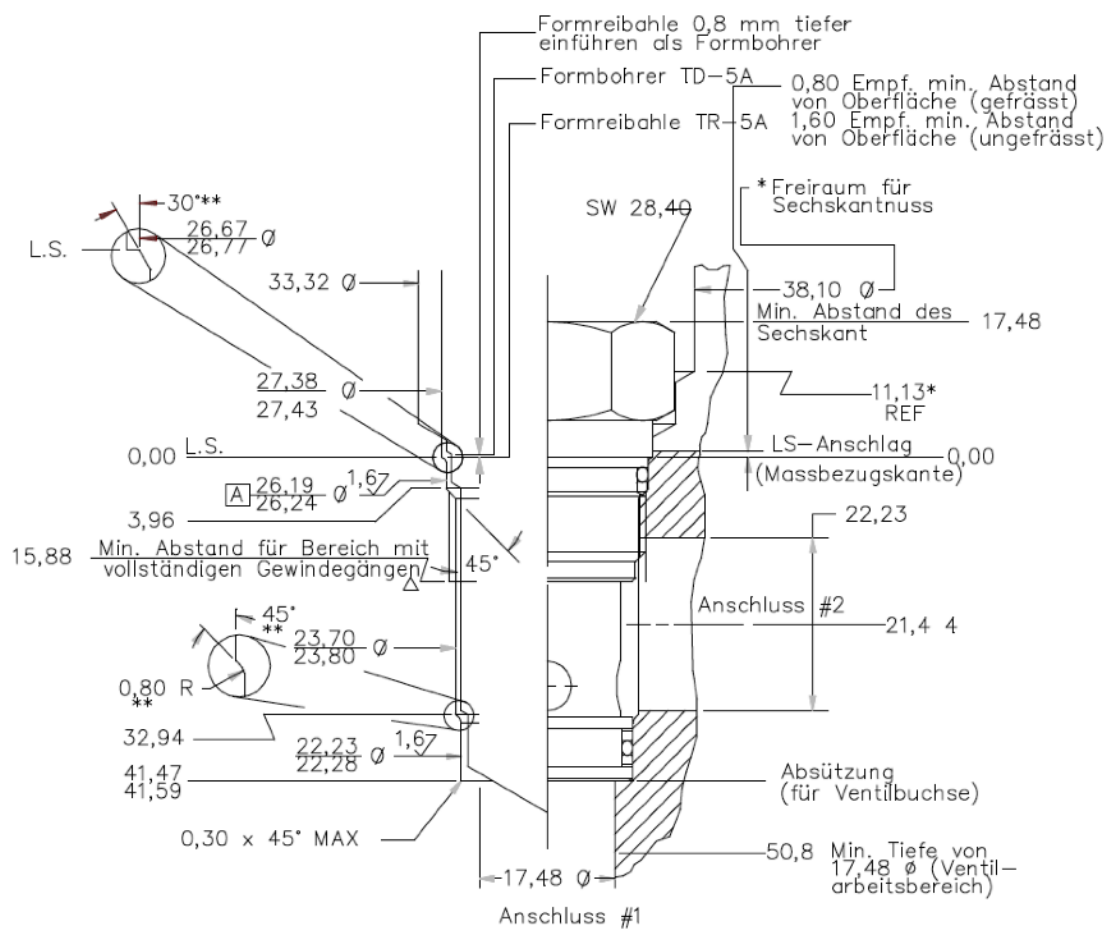 Formreibahle 0,8 mm tiefer
einführen als Formbohrer
Formbohrer TD-5A
Formreibahle TR-5A
0,80 Empf. min. Abstand
von Oberfläche (gefrässt)
1,60 Empf. min. Abstand
von Oberfläche (ungefrässt)
* Freiraum für
Sechskantnuss
30°**
26,67
26,77 Ø
L.S.
SW 28,40
33,32 Ø
38,10 Ø
Min. Abstand des
Sechskant
17,48
27,38 Ø
27,43
11,13*
REF
0,00 L.S.
LS-Anschlag
(Massbezugskante)
0,00
A 26,19 Ø 1,6
26,24
3,96
22,23
15,88 Min. Abstand für Bereich mit
vollständigen Gewindegängen
45°
Anschluss #2
21,4 4
45°
**
23,70 Ø
23,80
0,80 R
**
32,94
22,23 Ø 1,6
22,28
41,47
41,59
Absützung
(für Ventilbuchse)
0,30 x 45° MAX
50,8 Min. Tiefe von
17,48 Ø (Ventil-
arbeitsbereich)
17,48 Ø
Anschluss #1